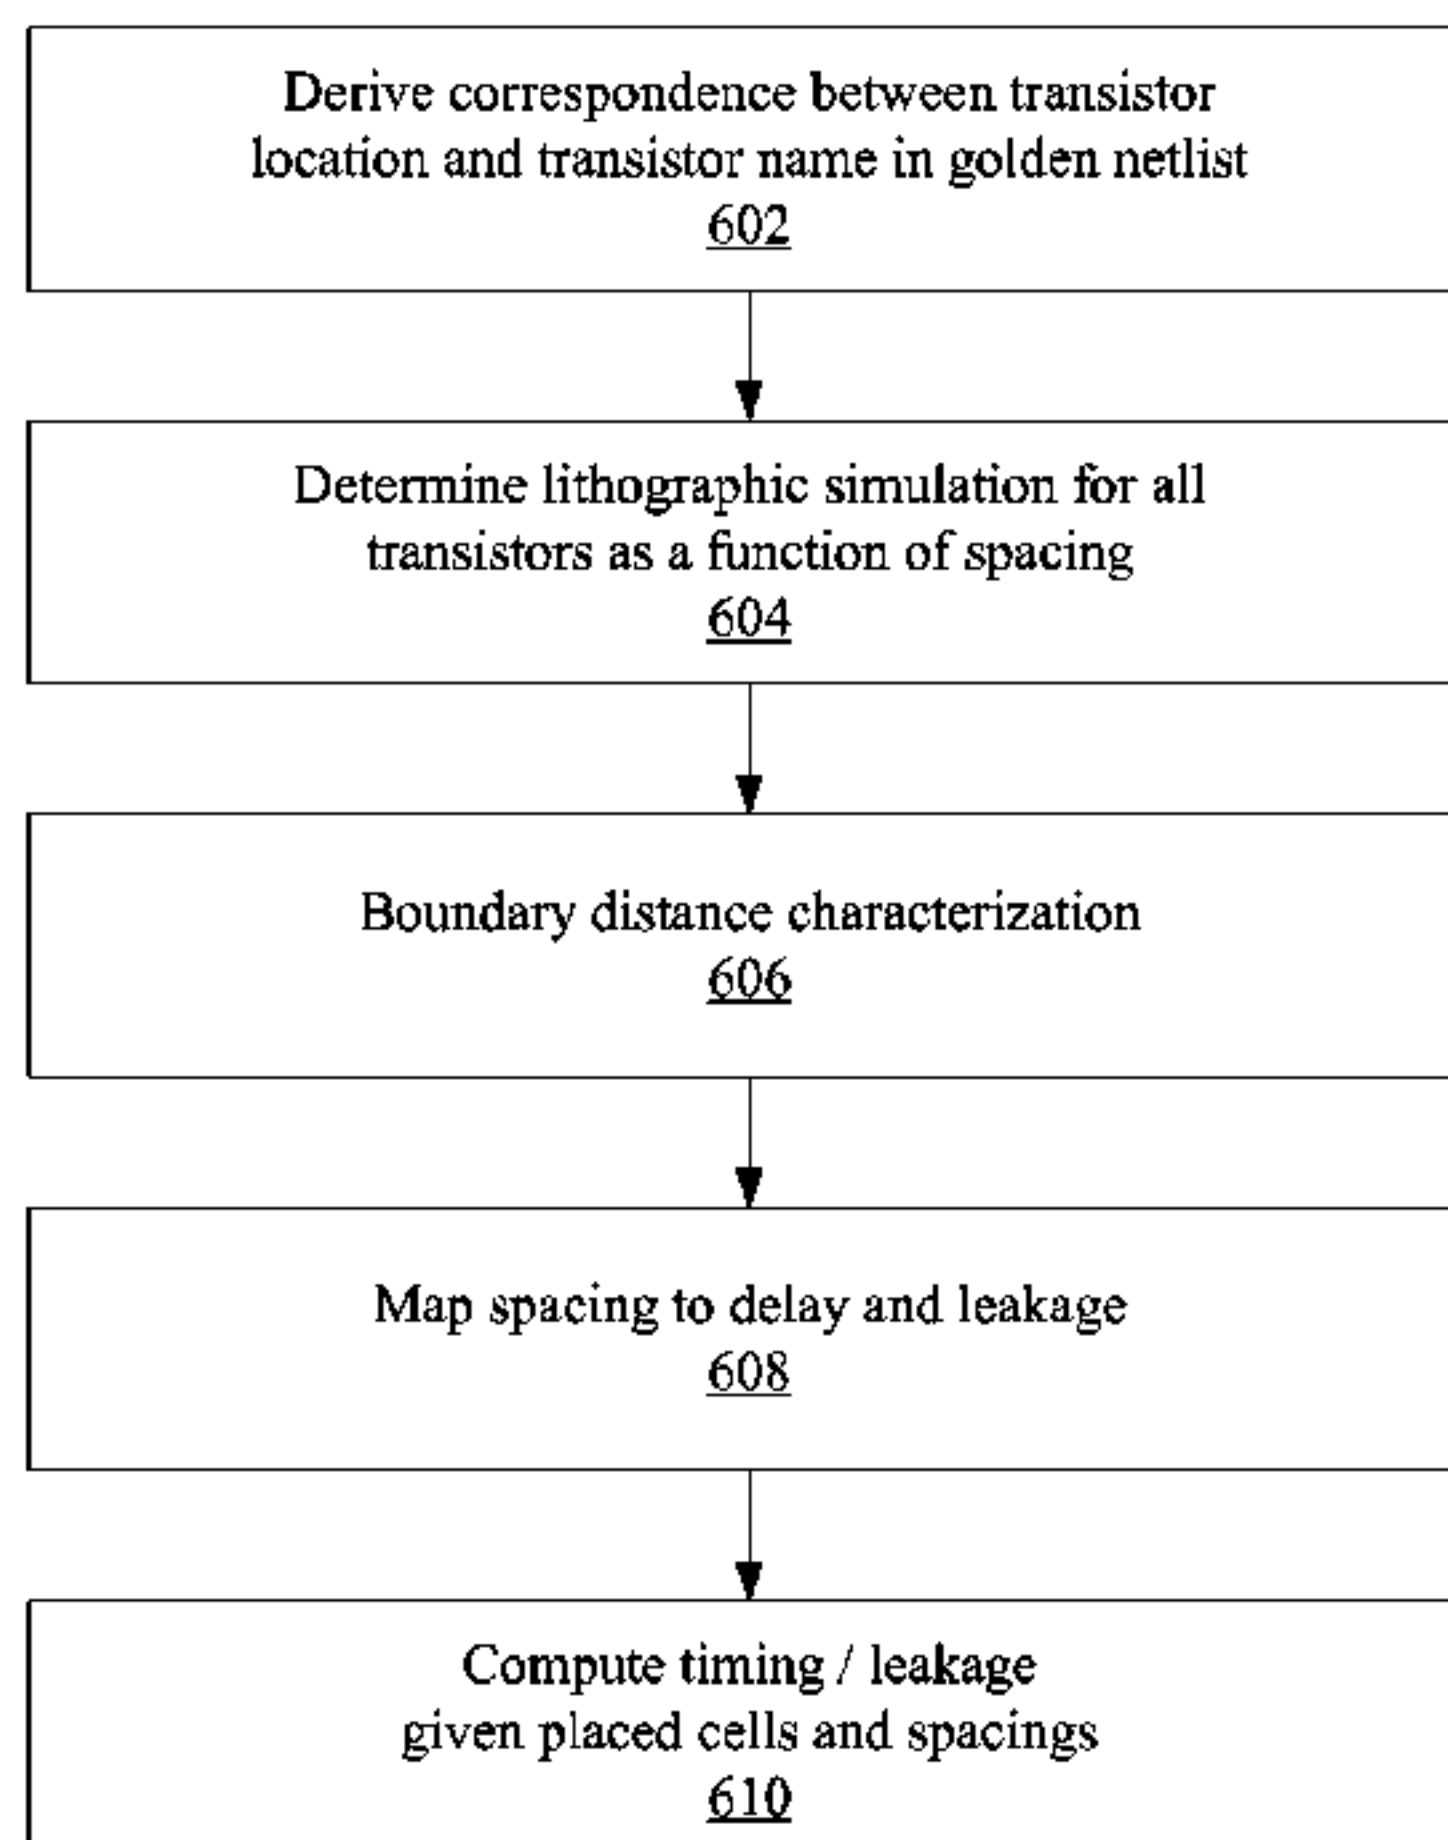 Derive correspondence between transistor
location and transistor name in golden netlist
602
Determine lithographic simulation for all
transistors as a function of spacing
604
Boundary distance characterization
606
Map spacing to delay and leakage
608
Compute timing / leakage
given placed cells and spacings
610